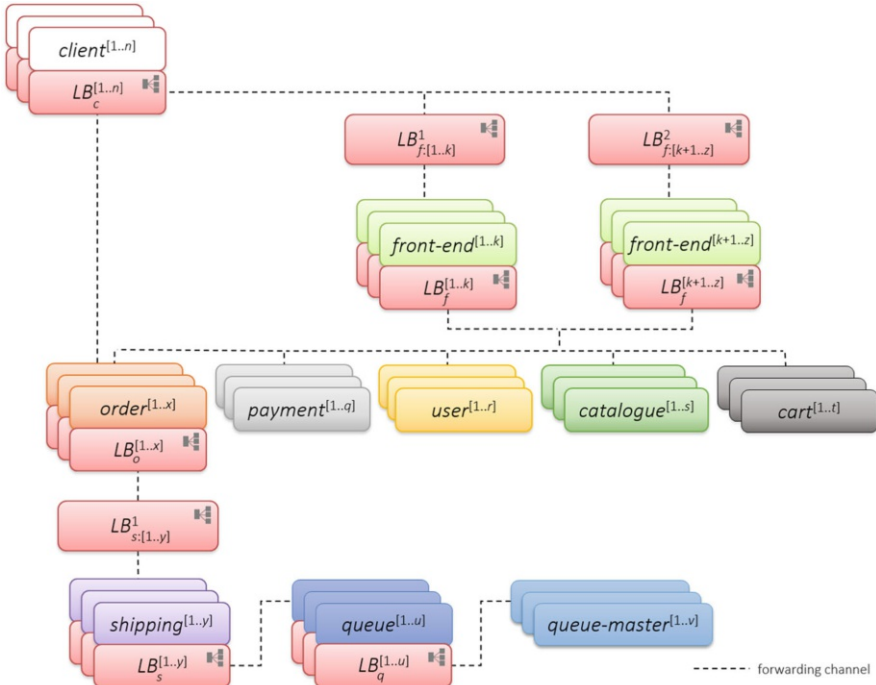 client[1..n]
LB[1..n]c
LB1f:[1..k]
LB2f:[k+1..z]
front-end[1..k]
front-end[k+1..z]
LB[1..k]f
LB[k+1..z]f
order[1..x]
payment[1..q]
user[1..r]
catalogue[1..s]
cart[1..t]
LB[1..x]o
LB1s:[1..y]
shipping[1..y]
queue[1..u]
queue-master[1..v]
LB[1..y]s
LB[1..u]q
forwarding channel